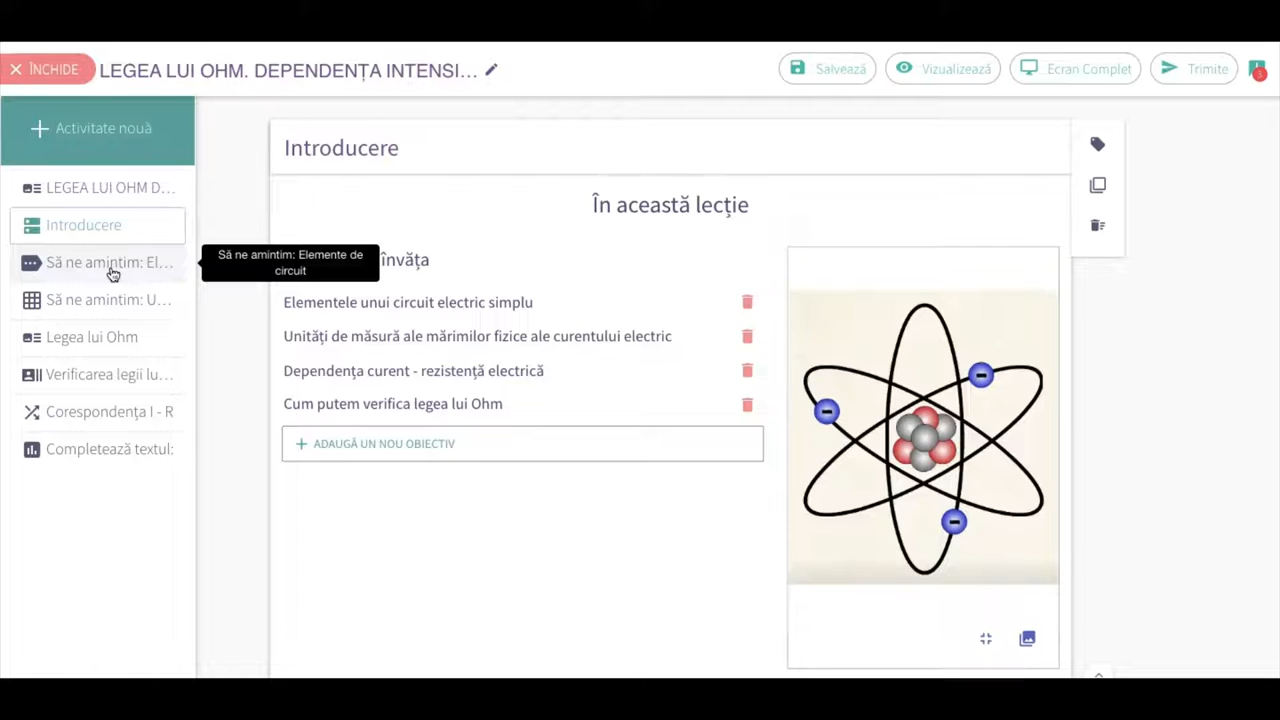 ÎNCHIDE
LEGEA LUI OHM. DEPENDENȚA INTENSI...
Salvează
Vizualizează
Ecran Complet
Trimite
3
Activitate nouă
LEGEA LUI OHM D...
Introducere
Să ne amintim: El...
Să ne amintim: U...
Legea lui Ohm
Verificarea legii lu...
Corespondența I - R
Completează textul:
Să ne amintim: Elemente de
circuit
Introducere
În această lecție
învăța
Elementele unui circuit electric simplu
Unități de măsură ale mărimilor fizice ale curentului electric
Dependența curent - rezistență electrică
Cum putem verifica legea lui Ohm
ADAUGĂ UN NOU OBIECTIV